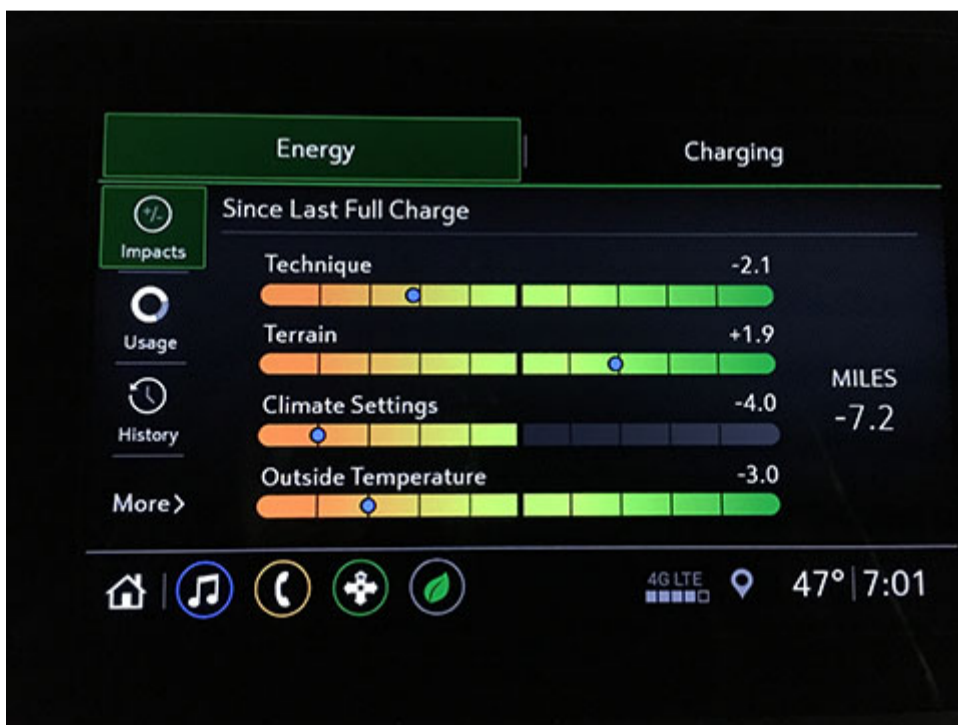 Energy
Charging
+/-
Impacts
Since Last Full Charge
Technique -2.1
Usage
Terrain +1.9
History
Climate Settings -4.0
MILES
-7.2
More>
Outside Temperature -3.0
4G LTE
47° | 7:01